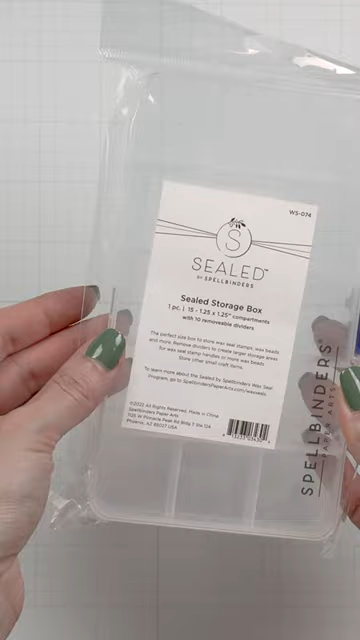 WS-074
S
SEALED™
BY SPELLBINDERS
Sealed Storage Box
1 pc. | 15 - 1.25 x 1.25" compartments
with 10 removeable dividers
The perfect size box to store wax seal stamps, wax beads
and more. Remove dividers to create larger storage areas
for wax seal stamp handles or more wax beads.
Store other small craft items.
To learn more about the Sealed by Spellbinders Wax Seal
Program, go to SpellbindersPaperArts.com/waxseals
©2022 All Rights Reserved. Made in China
Spellbinders Paper Arts
Phoenix, AZ 85027 USA
SPELLBINDERS®
PAPER ARTS